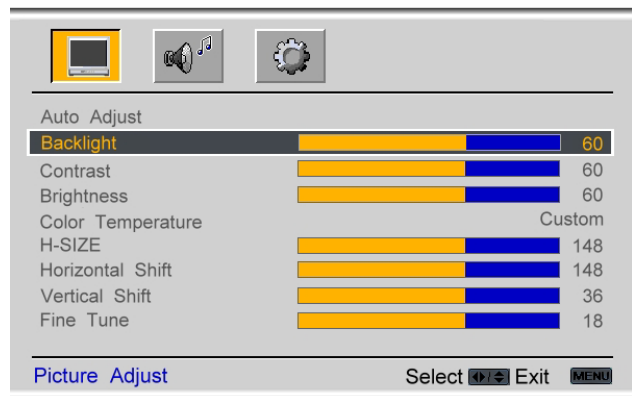 Auto Adjust
Backlight 60
Contrast 60
Brightness 60
Color Temperature Custom
H-SIZE 148
Horizontal Shift 148
Vertical Shift 36
Fine Tune 18
Picture Adjust Select Exit MENU